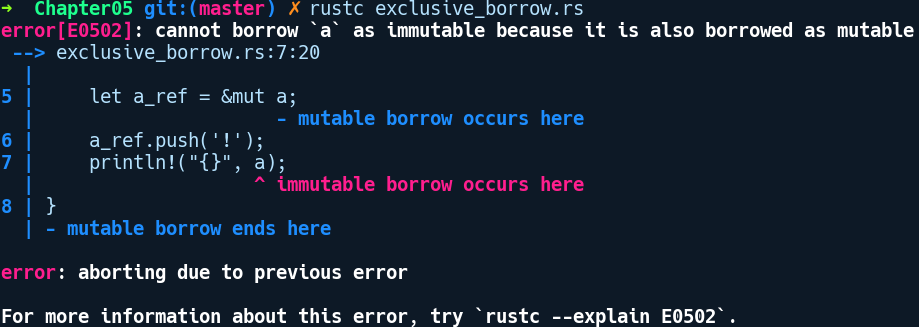 →  Chapter05 git:(master) ✗ rustc exclusive_borrow.rs
error[E0502]: cannot borrow `a` as immutable because it is also borrowed as mutable
 --> exclusive_borrow.rs:7:20
  |
5 |     let a_ref = &mut a;
  |                      - mutable borrow occurs here
6 |     a_ref.push('!');
7 |     println!("{}", a);
  |                    ^ immutable borrow occurs here
8 | }
  | - mutable borrow ends here

error: aborting due to previous error

For more information about this error, try `rustc --explain E0502`.